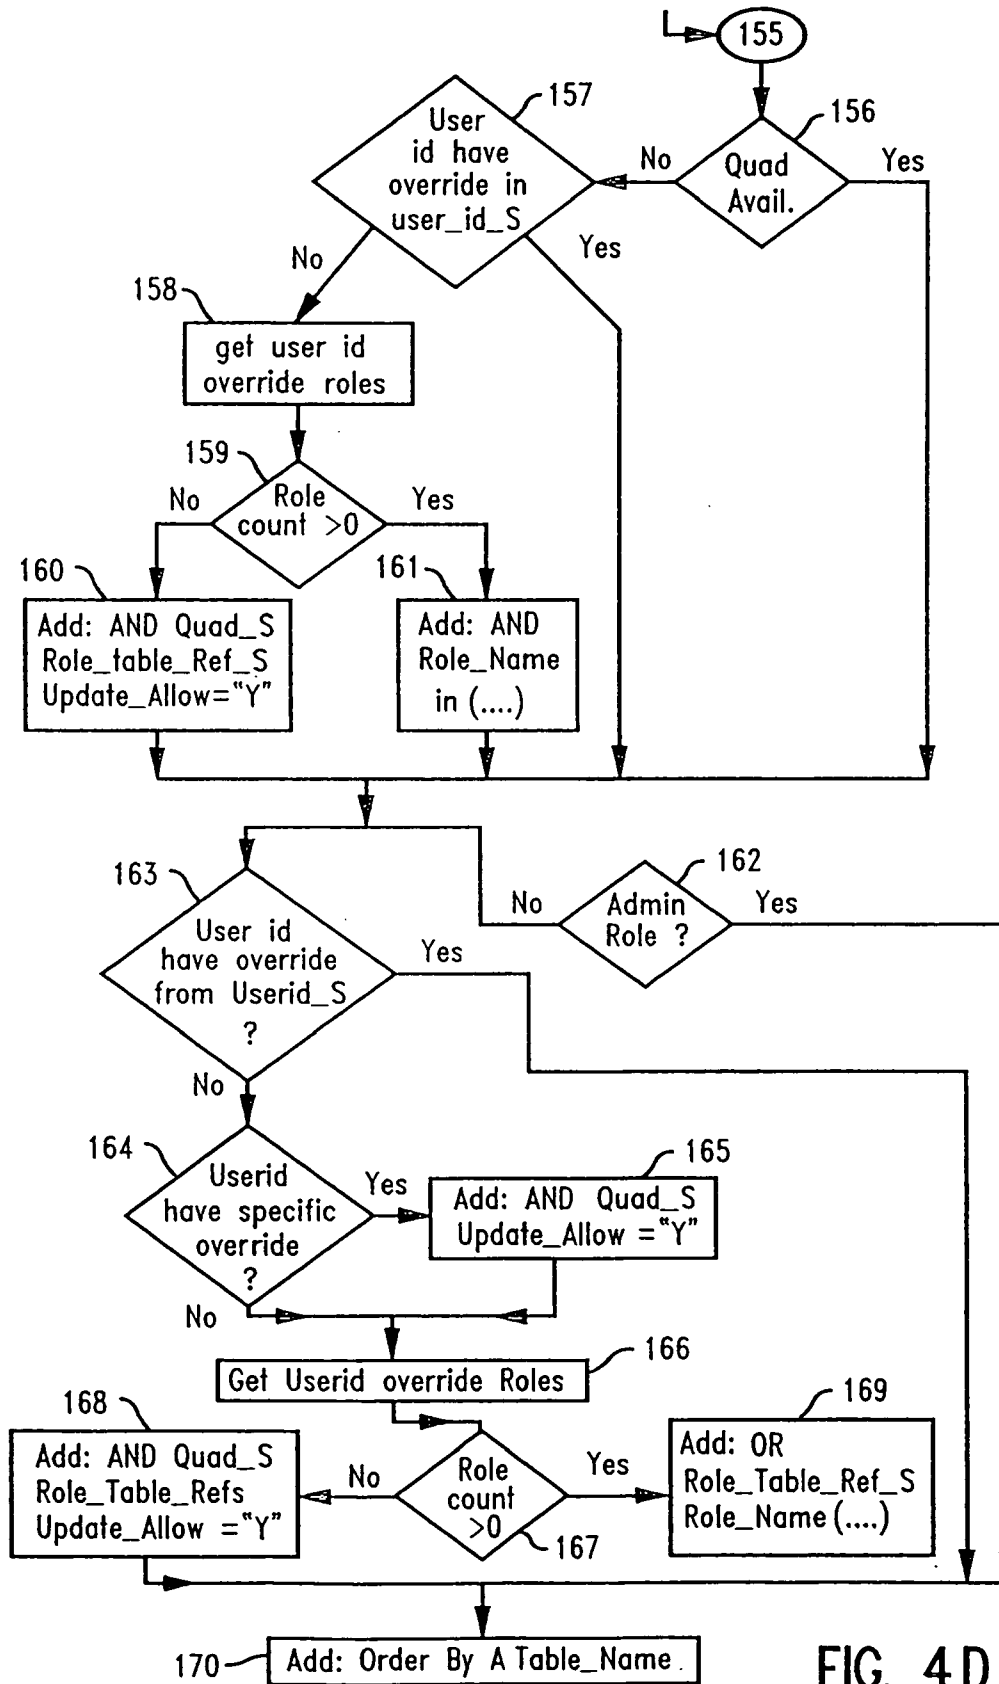 155
157
156
User
id have
override in
user_id_S
No
Quad
Avail.
Yes
No
Yes
158
get user id
override roles
159
No
Role
count >0
Yes
160
161
Add: AND Quad_S
Role_table_Ref_S
Update_Allow="Y"
Add: AND
Role_Name
in (....)
163
162
User id
have override
from Userid_S
?
Yes
No
Admin
Role ?
Yes
No
164
165
Userid
have specific
override
?
Yes
Add: AND Quad_S
Update_Allow ="Y"
No
166
Get Userid override Roles
168
169
Add: AND Quad_S
Role_Table_Refs
Update_Allow ="Y"
No
Role
count
>0
Yes
Add: OR
Role_Table_Ref_S
Role_Name (....)
167
170
Add: Order By A Table_Name
FIG. 4D